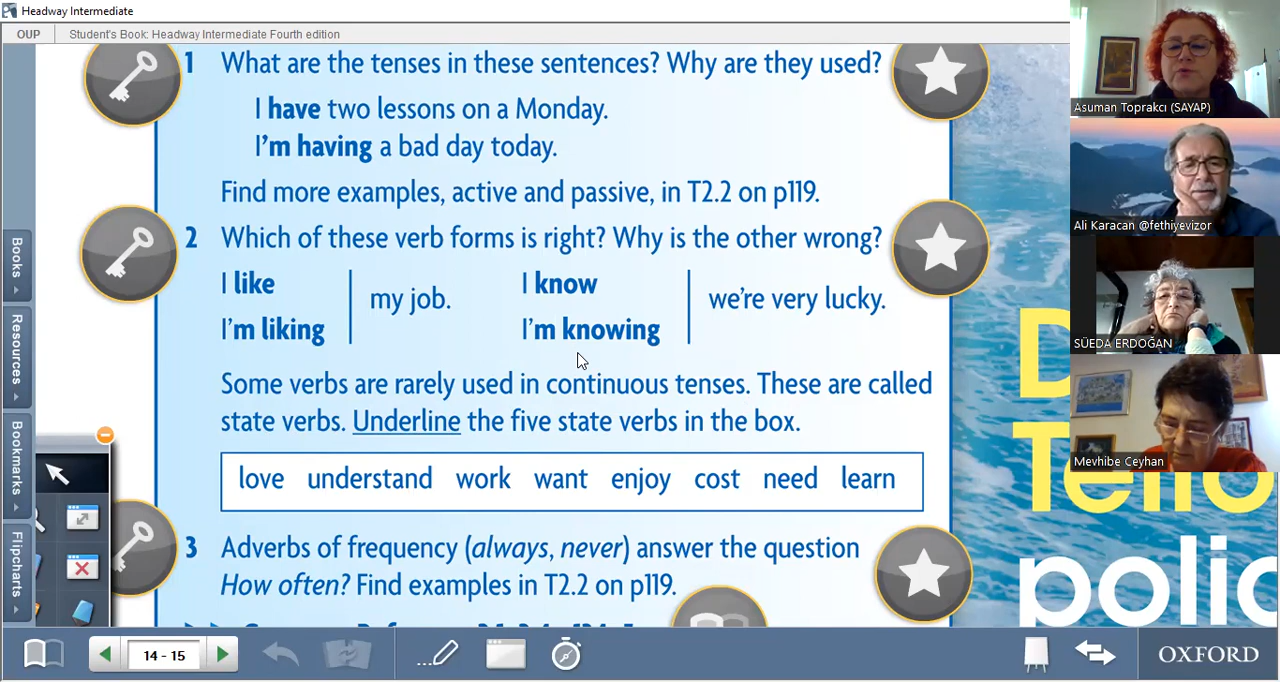 Headway Intermediate
OUP
Student's Book: Headway Intermediate Fourth edition
1 What are the tenses in these sentences? Why are they used?
I have two lessons on a Monday.
I'm having a bad day today.
Find more examples, active and passive, in T2.2 on p119.
2 Which of these verb forms is right? Why is the other wrong?
I like
I'm liking
my job.
I know
I'm knowing
we're very lucky.
Some verbs are rarely used in continuous tenses. These are called
state verbs. Underline the five state verbs in the box.
love understand work want enjoy cost need learn
3 Adverbs of frequency (always, never) answer the question
How often? Find examples in T2.2 on p119.
Books
Resources
Bookmarks
Flipcharts
14 - 15
OXFORD
polic
Asuman Toprakcı (SAYAP)
Ali Karacan @fethiyevizor
SÜEDA ERDOĞAN
Mevhibe Ceyhan